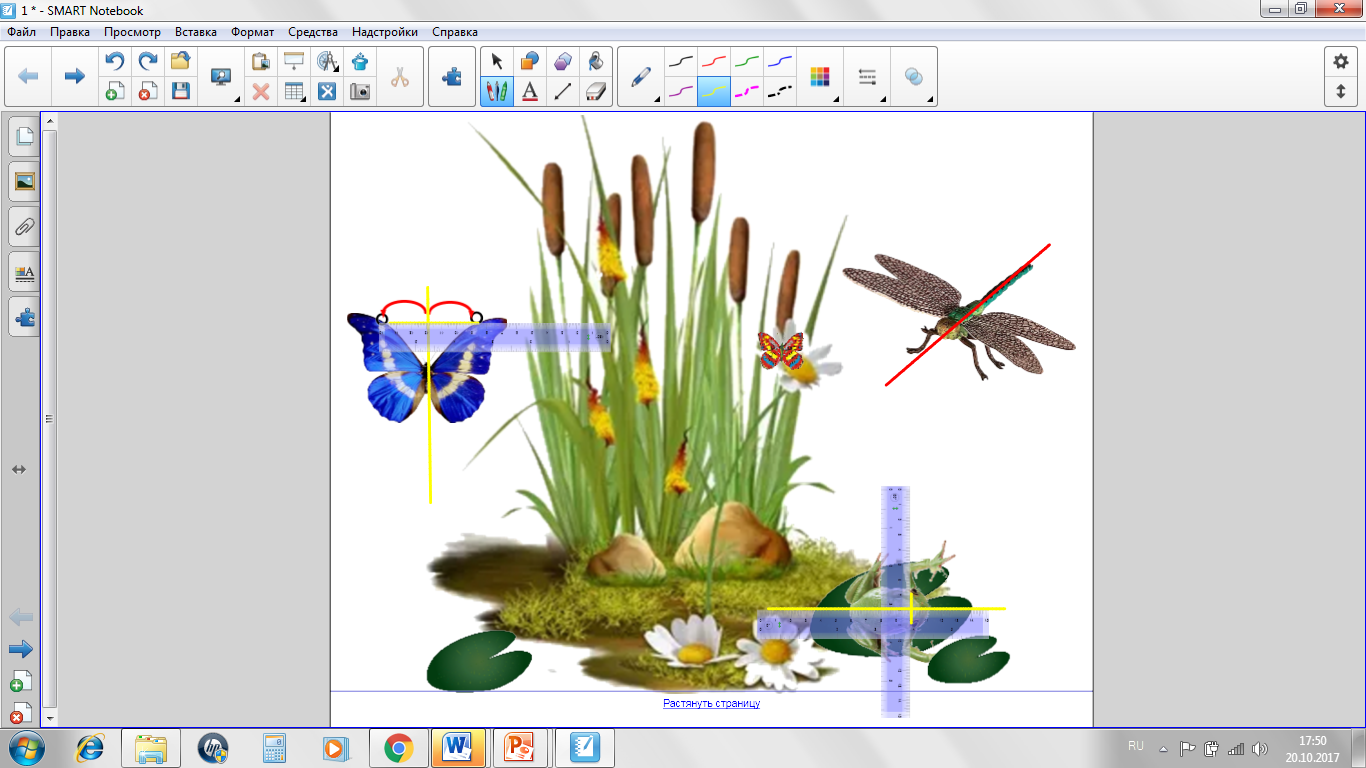 1 * - SMART Notebook
Файл Правка Просмотр Вставка Формат Средства Надстройки Справка
Растянуть страницу
RU
17:50
20.10.2017